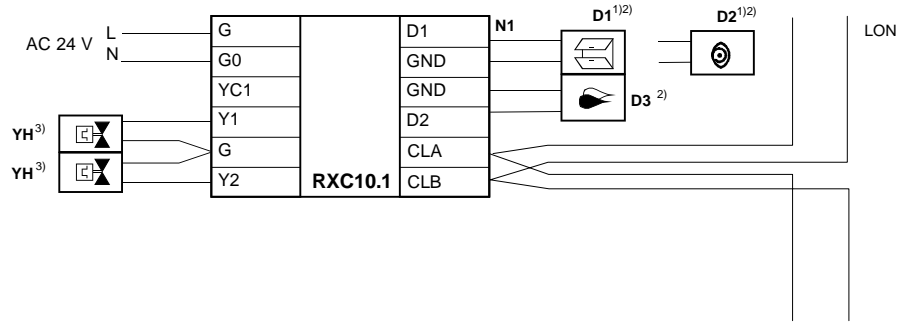 D1 1)2)
D2 1)2)
LON
AC 24 V
L
N
G
G0
YC1
Y1
G
Y2
RXC10.1
D1
GND
GND
D2
CLA
CLB
N1
D3 2)
YH 3)
YH 3)